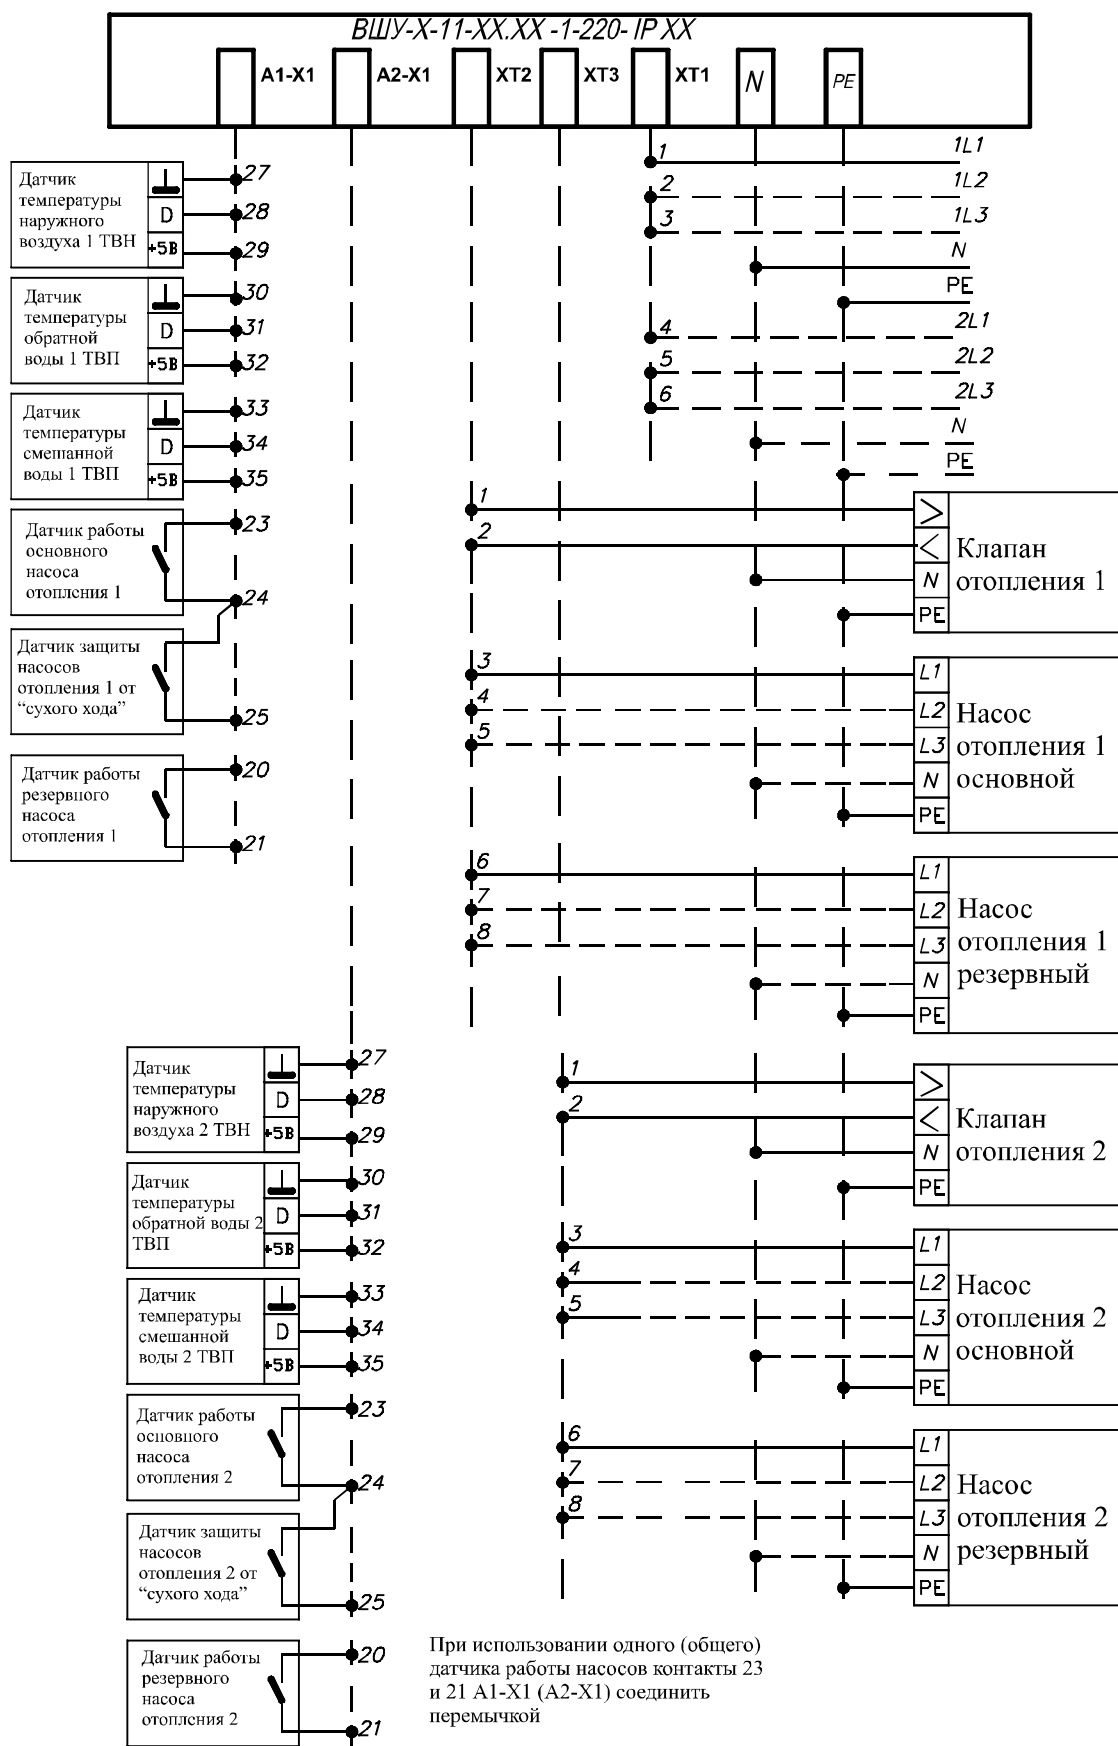 ВШУ-Х-11-ХХ.ХХ -1-220- IP XX
A1-X1
A2-X1
XT2
XT3
XT1
N
PE
1 1L1
2 1L2
3 1L3
N
PE
4 2L1
5 2L2
6 2L3
N
PE
Датчик
температуры
наружного
воздуха 1 ТВН
D
+5В
27
28
29
Датчик
температуры
обратной
воды 1 ТВП
D
+5В
30
31
32
Датчик
температуры
смешанной
воды 1 ТВП
D
+5В
33
34
35
Датчик работы
основного
насоса
отопления 1
23
24
Датчик защиты
насосов
отопления 1 от
“сухого хода”
25
Датчик работы
резервного
насоса
отопления 1
20
21
1
2
>
<
N
PE
Клапан
отопления 1
3
4
5
L1
L2
L3
N
PE
Насос
отопления 1
основной
6
7
8
L1
L2
L3
N
PE
Насос
отопления 1
резервный
Датчик
температуры
наружного
воздуха 2 ТВН
D
+5В
27
28
29
Датчик
температуры
обратной воды 2
ТВП
D
+5В
30
31
32
Датчик
температуры
смешанной
воды 2 ТВП
D
+5В
33
34
35
Датчик работы
основного
насоса
отопления 2
23
24
Датчик защиты
насосов
отопления 2 от
“сухого хода”
25
Датчик работы
резервного
насоса
отопления 2
20
21
1
2
>
<
N
PE
Клапан
отопления 2
3
4
5
L1
L2
L3
N
PE
Насос
отопления 2
основной
6
7
8
L1
L2
L3
N
PE
Насос
отопления 2
резервный
При использовании одного (общего)
датчика работы насосов контакты 23
и 21 А1-Х1 (А2-Х1) соединить
перемычкой